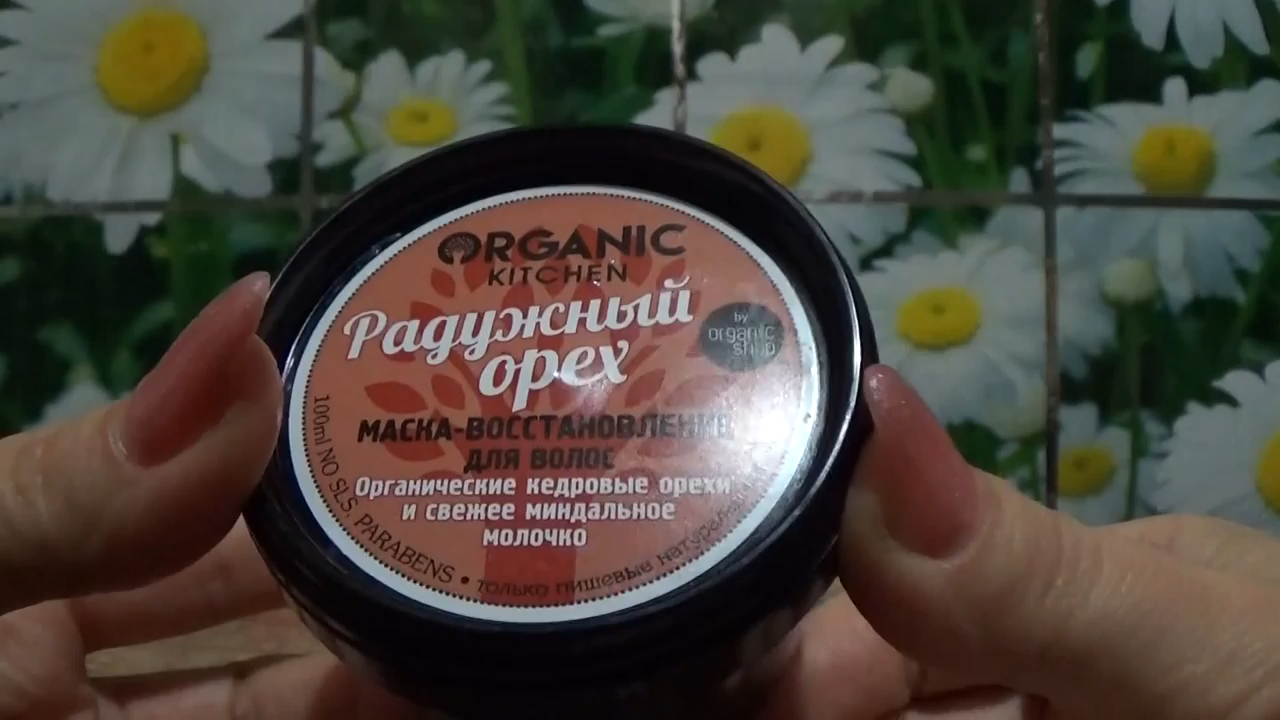 ORGANIC
KITCHEN
Радужный
орех
by
organic
shop
МАСКА-ВОССТАНОВЛЕНИЕ
ДЛЯ ВОЛОС
Органические кедровые орехи
и свежее миндальное
молочко
100ml NO SLS, PARABENS • только пищевые